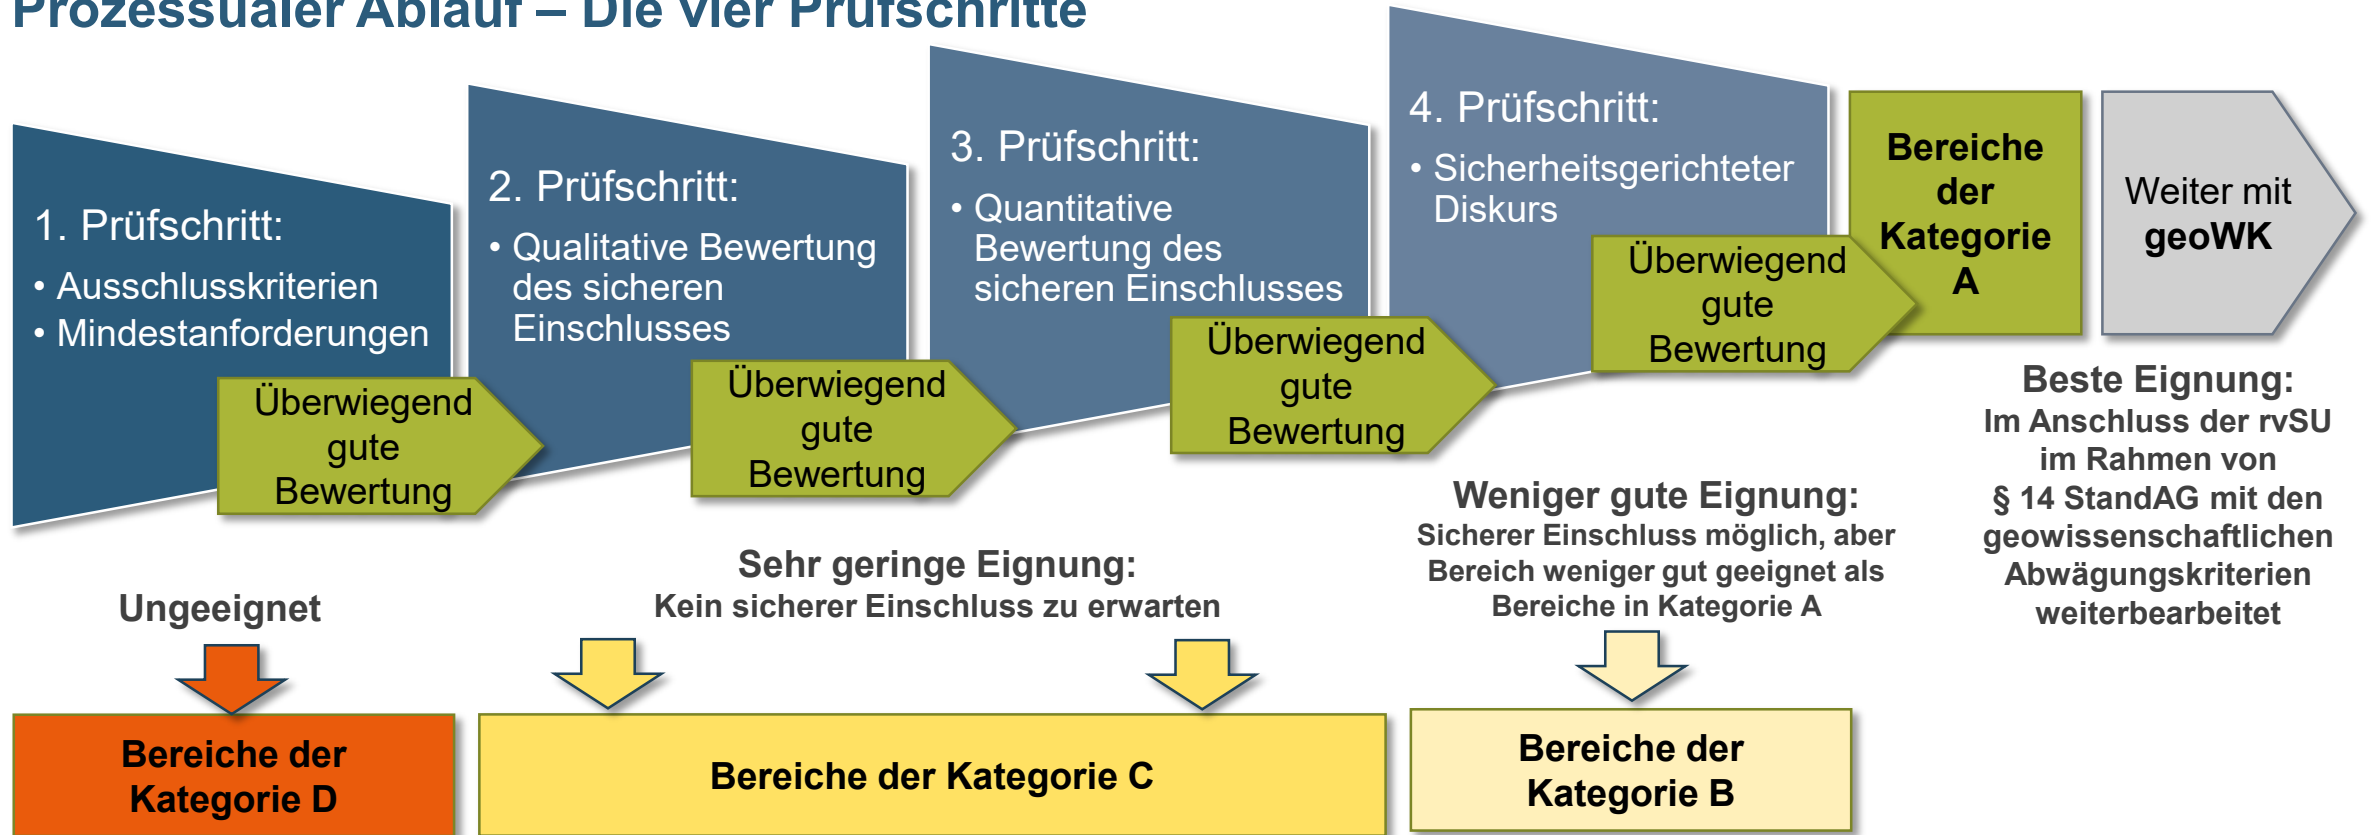 Prozessualer Ablauf – Die vier Prüfschritte
1. Prüfschritt:
• Ausschlusskriterien
• Mindestanforderungen
Überwiegend
gute
Bewertung
2. Prüfschritt:
• Qualitative Bewertung
des sicheren
Einschlusses
Überwiegend
gute
Bewertung
3. Prüfschritt:
• Quantitative
Bewertung des
sicheren Einschlusses
Überwiegend
gute
Bewertung
4. Prüfschritt:
• Sicherheitsgerichteter
Diskurs
Überwiegend
gute
Bewertung
Bereiche
der
Kategorie
A
Weiter mit
geoWK
Beste Eignung:
Im Anschluss der rvSU
im Rahmen von
§ 14 StandAG mit den
geowissenschaftlichen
Abwägungskriterien
weiterbearbeitet
Weniger gute Eignung:
Sicherer Einschluss möglich, aber
Bereich weniger gut geeignet als
Bereiche in Kategorie A
Sehr geringe Eignung:
Kein sicherer Einschluss zu erwarten
Ungeeignet
Bereiche der
Kategorie D
Bereiche der Kategorie C
Bereiche der
Kategorie B